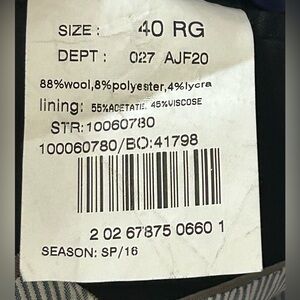 SIZE : 40 RG
DEPT : 027 AJF20
88%wool,8%polyester,4%lycra
lining: 55%ACETATE. 45%VISCOSE
STR:10060780
100060780/BO:41798
2 02 67875 0660 1
SEASON: SP/16